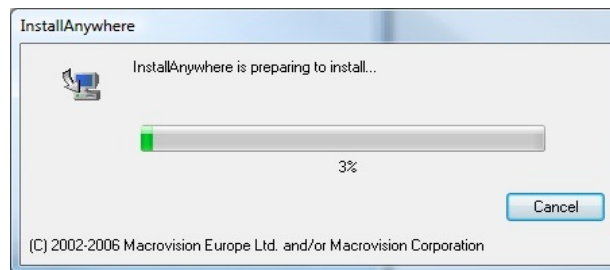 InstallAnywhere
InstallAnywhere is preparing to install...
3%
Cancel
(C) 2002-2006 Macrovision Europe Ltd. and/or Macrovision Corporation